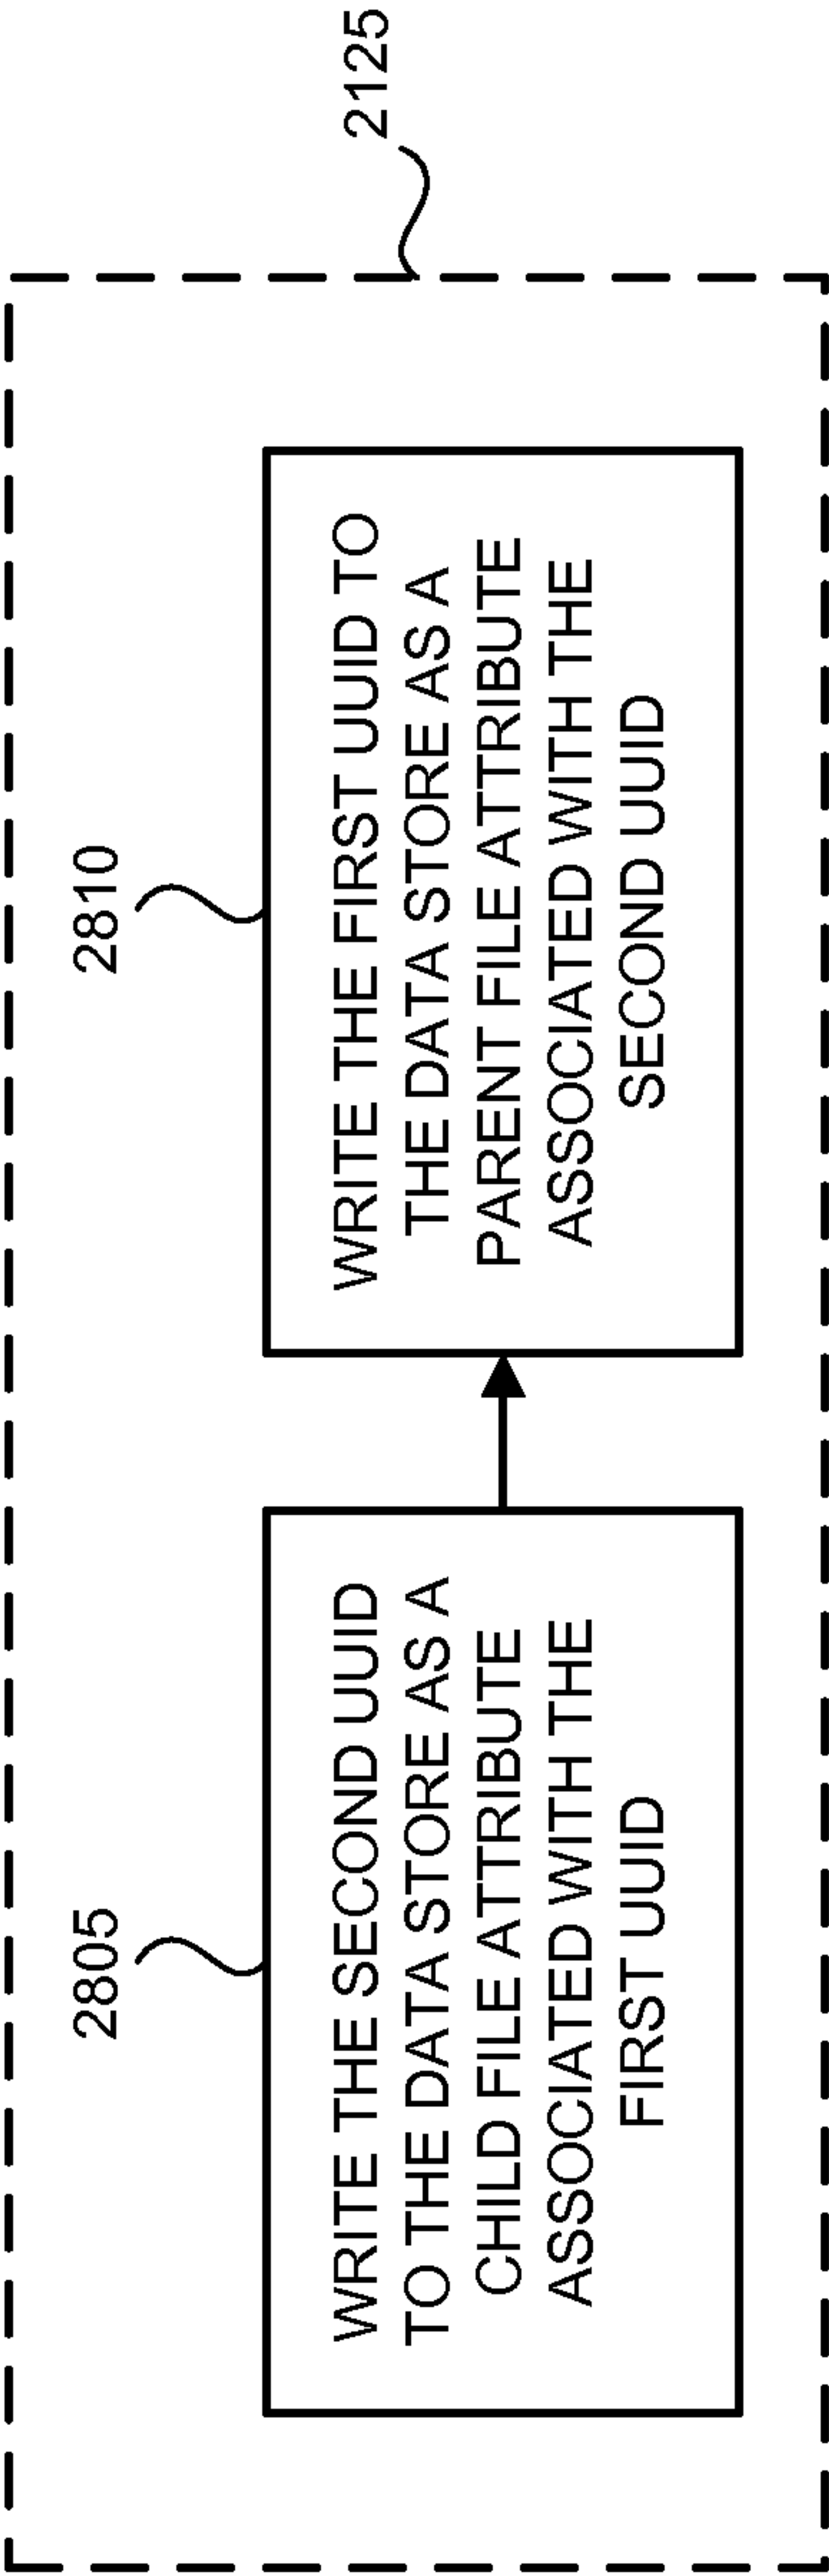 2805
WRITE THE SECOND UUID
TO THE DATA STORE AS A
CHILD FILE ATTRIBUTE
ASSOCIATED WITH THE
FIRST UUID
2810
WRITE THE FIRST UUID TO
THE DATA STORE AS A
PARENT FILE ATTRIBUTE
ASSOCIATED WITH THE
SECOND UUID
2125